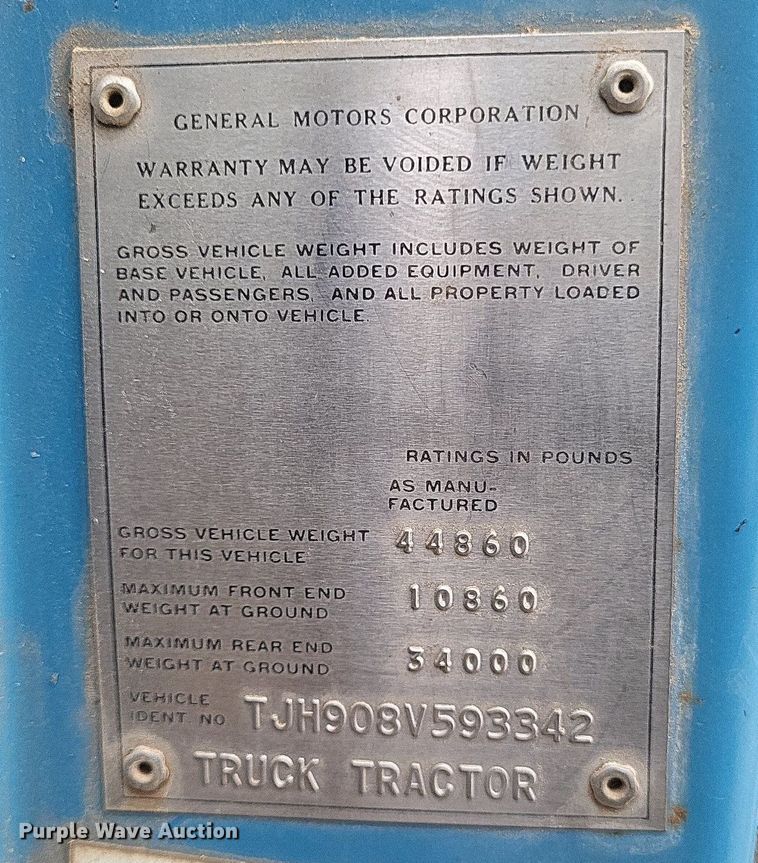 GENERAL MOTORS CORPORATION
WARRANTY MAY BE VOIDED IF WEIGHT
EXCEEDS ANY OF THE RATINGS SHOWN.
GROSS VEHICLE WEIGHT INCLUDES WEIGHT OF
BASE VEHICLE, ALL ADDED EQUIPMENT, DRIVER
AND PASSENGERS, AND ALL PROPERTY LOADED
INTO OR ONTO VEHICLE.
RATINGS IN POUNDS
AS MANU-
FACTURED
GROSS VEHICLE WEIGHT
FOR THIS VEHICLE 44860
MAXIMUM FRONT END
WEIGHT AT GROUND 10860
MAXIMUM REAR END
WEIGHT AT GROUND 34000
VEHICLE
IDENT. NO TJH908V593342
TRUCK TRACTOR
Purple Wave Auction